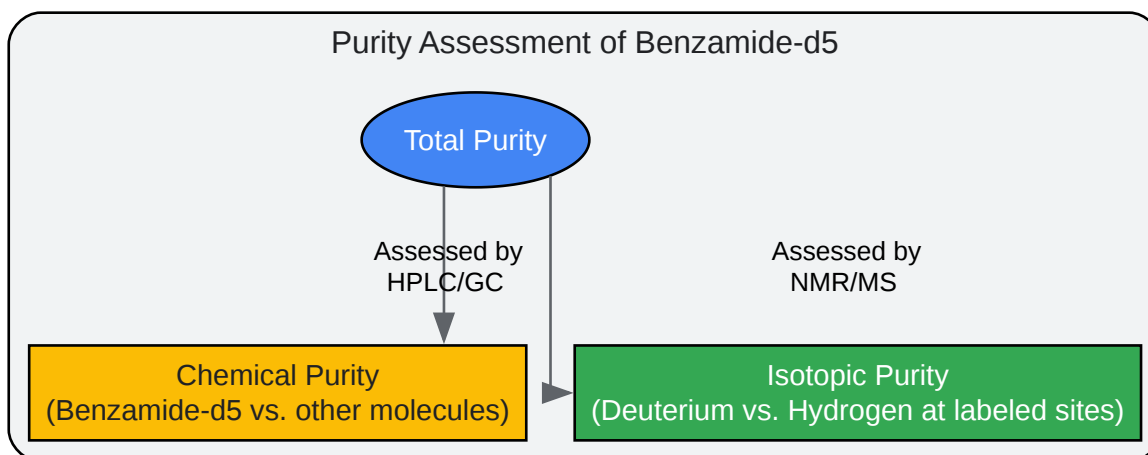 Purity Assessment of Benzamide-d5
Total Purity
Assessed by
HPLC/GC
Assessed by
NMR/MS
Chemical Purity
(Benzamide-d5 vs. other molecules)
Isotopic Purity
(Deuterium vs. Hydrogen at labeled sites)